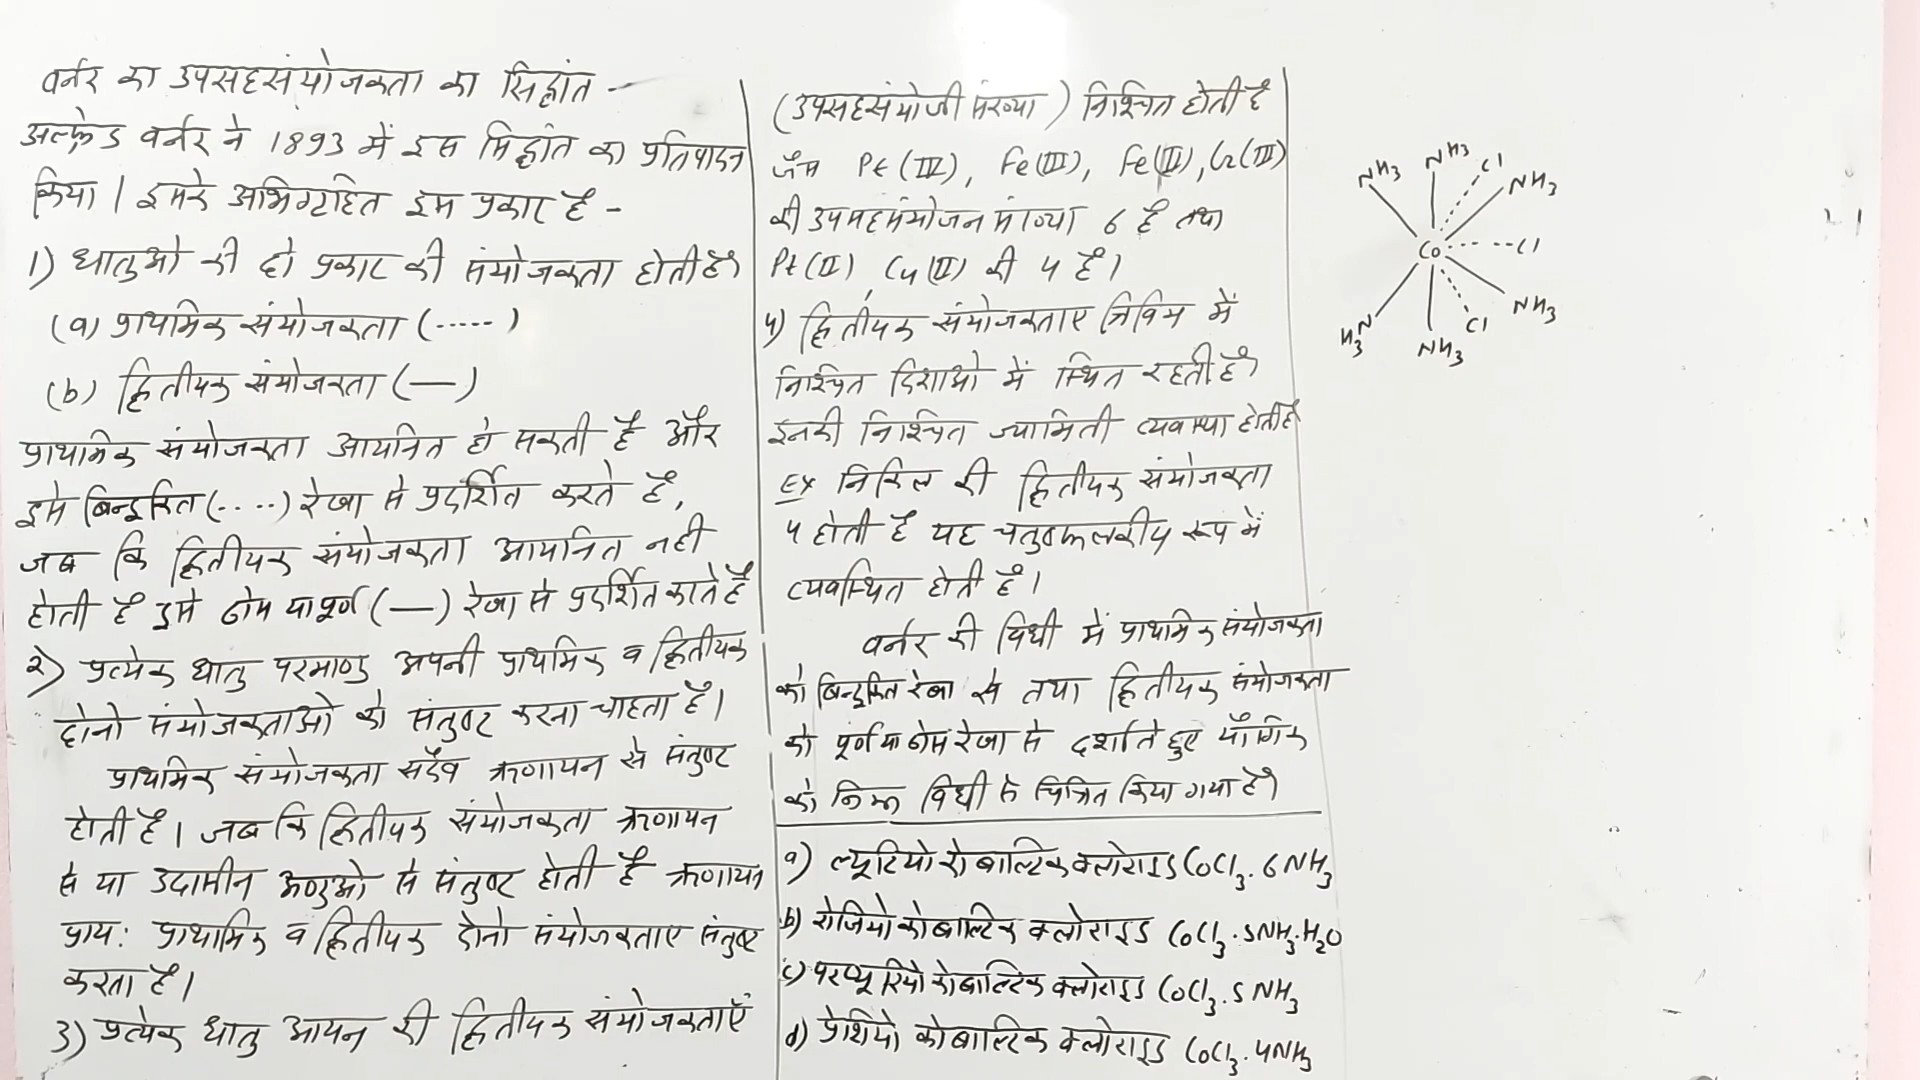 वर्नर का उपसहसंयोजकता का सिद्धांत -
अल्फ्रेड वर्नर ने 1893 में इस सिद्धांत का प्रतिपादन
किया। इसके अभिग्रहित इस प्रकार है -
1) धातुओ की दो प्रकार की संयोजकता होती है।
(a) प्राथमिक संयोजकता (-----)
(b) द्वितीयक संयोजकता (—)
प्राथमिक संयोजकता आयनित हो सकती है और
इसे बिन्दुकित (....) रेखा से प्रदर्शित करते है,
जब कि द्वितीयक संयोजकता आयनित नही
होती है इसे ठोस या पूर्ण (—) रेखा से प्रदर्शित करते है
2) प्रत्येक धातु परमाणु अपनी प्राथमिक व द्वितीयक
दोनो संयोजकताओ को संतुष्ट करना चाहता है।
प्राथमिक संयोजकता सदैव ऋणायन से संतुष्ट
होती है। जब कि द्वितीयक संयोजकता ऋणायन
से या उदासीन अणुओ से संतुष्ट होती है ऋणायन
प्राय: प्राथमिक व द्वितीयक दोनो संयोजकताए संतुष्ट
करता है।
3) प्रत्येक धातु आयन की द्वितीयक संयोजकताएँ
(उपसहसंयोजी संख्या) निश्चित होती है
जैसे Pt (IV), Fe(III), Fe(II), Cr(III)
की उपसहसंयोजन संख्या 6 है तथा
Pt(II), Cu(II) की 4 है।
4) द्वितीयक संयोजकताए त्रिविम में
निश्चित दिशाओ में स्थित रहती है।
इनकी निश्चित ज्यामिती व्यवस्था होती है
Ex निकिल की द्वितीयक संयोजकता
4 होती है यह चतुष्फलकीय रूप में
व्यवस्थित होती है।
वर्नर की विधी में प्राथमिक संयोजकता
को बिन्दुकित रेखा से तथा द्वितीयक संयोजकता
को पूर्ण या ठोस रेखा से दर्शाते हुए यौगिक
को निम्न विधी से चित्रित किया गया है।
a) ल्यूटियो कोबाल्टिक क्लोराइड CoCl₃.6NH₃
b) रोजियो कोबाल्टिक क्लोराइड CoCl₃.5NH₃.H₂O
c) परप्यूरियो कोबाल्टिक क्लोराइड CoCl₃.5NH₃
d) प्रेशियो कोबाल्टिक क्लोराइड CoCl₃.4NH₃
NH₃ NH₃ Cl NH₃
Co Cl
H₃N NH₃ Cl NH₃